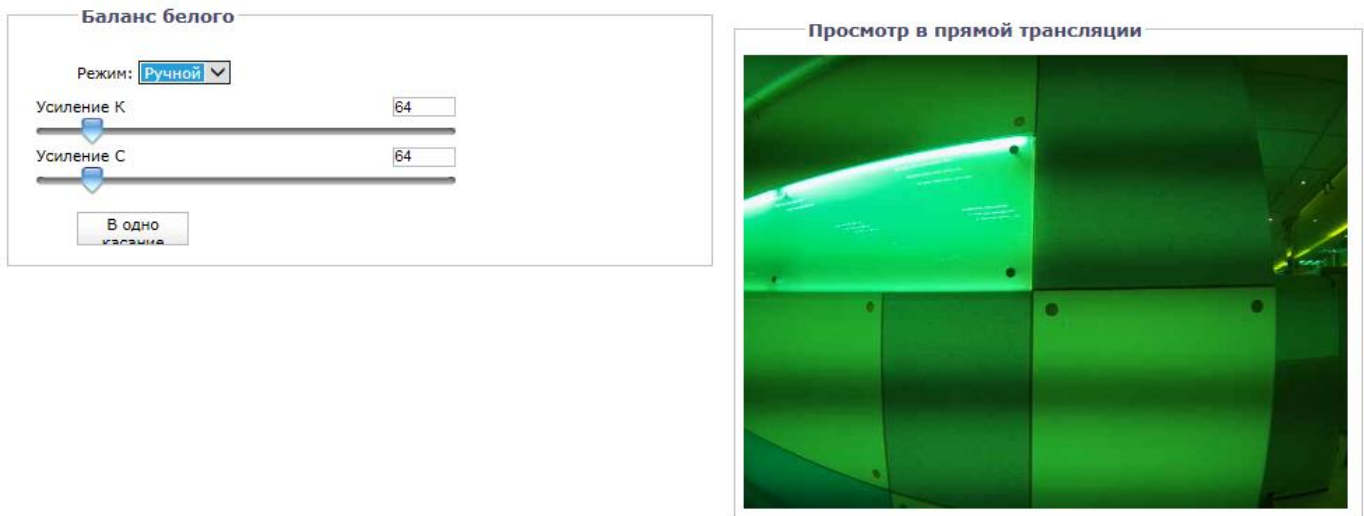 Баланс белого
Режим: Ручной
Усиление К 64
Усиление С 64
В одно
касание
Просмотр в прямой трансляции